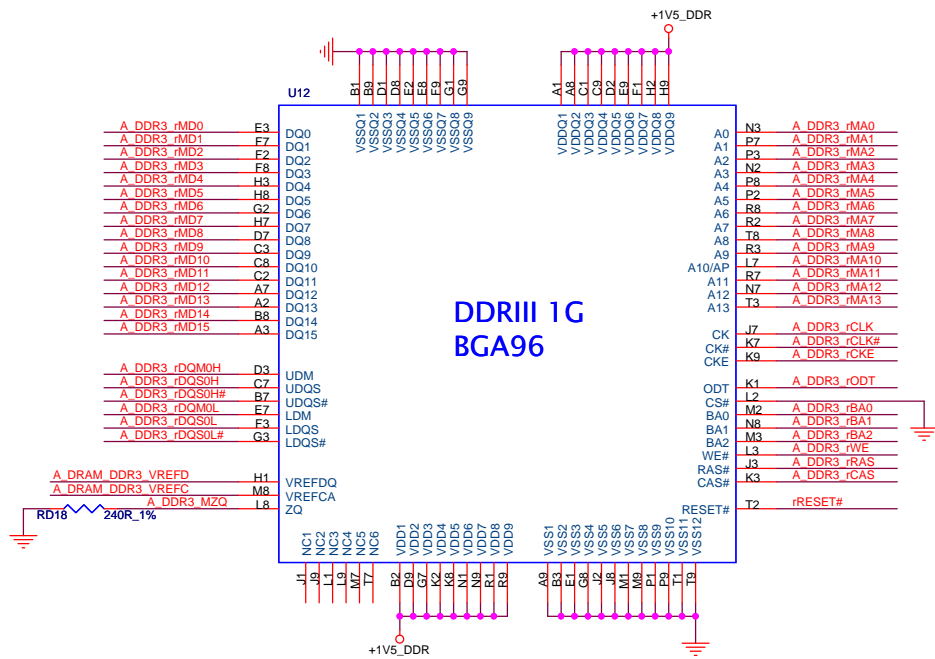 +1V5_DDR
B1 B9 D1 D8 E2 E8 F9 G1 G9
A1 A8 C1 C9 D2 E9 F1 H2 H9
U12
VSSQ1 VSSQ2 VSSQ3 VSSQ4 VSSQ5 VSSQ6 VSSQ7 VSSQ8 VSSQ9
VDDQ1 VDDQ2 VDDQ3 VDDQ4 VDDQ5 VDDQ6 VDDQ7 VDDQ8 VDDQ9
A_DDR3_rMD0 E3 DQ0
A_DDR3_rMD1 F7 DQ1
A_DDR3_rMD2 F2 DQ2
A_DDR3_rMD3 F8 DQ3
A_DDR3_rMD4 H3 DQ4
A_DDR3_rMD5 H8 DQ5
A_DDR3_rMD6 G2 DQ6
A_DDR3_rMD7 H7 DQ7
A_DDR3_rMD8 D7 DQ8
A_DDR3_rMD9 C3 DQ9
A_DDR3_rMD10 C8 DQ10
A_DDR3_rMD11 C2 DQ11
A_DDR3_rMD12 A7 DQ12
A_DDR3_rMD13 A2 DQ13
A_DDR3_rMD14 B8 DQ14
A_DDR3_rMD15 A3 DQ15
A_DDR3_rDQM0H D3 UDM
A_DDR3_rDQS0H C7 UDQS
A_DDR3_rDQS0H# B7 UDQS#
A_DDR3_rDQM0L E7 LDM
A_DDR3_rDQS0L F3 LDQS
A_DDR3_rDQS0L# G3 LDQS#
A_DRAM_DDR3_VREFD H1 VREFDQ
A_DRAM_DDR3_VREFC M8 VREFCA
A_DDR3_MZQ L8 ZQ
RD18 240R_1%
DDRIII 1G
BGA96
A0 N3 A_DDR3_rMA0
A1 P7 A_DDR3_rMA1
A2 P3 A_DDR3_rMA2
A3 N2 A_DDR3_rMA3
A4 P8 A_DDR3_rMA4
A5 P2 A_DDR3_rMA5
A6 R8 A_DDR3_rMA6
A7 R2 A_DDR3_rMA7
A8 T8 A_DDR3_rMA8
A9 R3 A_DDR3_rMA9
A10/AP L7 A_DDR3_rMA10
A11 R7 A_DDR3_rMA11
A12 N7 A_DDR3_rMA12
A13 T3 A_DDR3_rMA13
CK J7 A_DDR3_rCLK
CK# K7 A_DDR3_rCLK#
CKE K9 A_DDR3_rCKE
ODT K1 A_DDR3_rODT
CS# L2
BA0 M2 A_DDR3_rBA0
BA1 N8 A_DDR3_rBA1
BA2 M3 A_DDR3_rBA2
WE# L3 A_DDR3_rWE
RAS# J3 A_DDR3_rRAS
CAS# K3 A_DDR3_rCAS
RESET# T2 rRESET#
NC1 NC2 NC3 NC4 NC5 NC6
VDD1 VDD2 VDD3 VDD4 VDD5 VDD6 VDD7 VDD8 VDD9
VSS1 VSS2 VSS3 VSS4 VSS5 VSS6 VSS7 VSS8 VSS9 VSS10 VSS11 VSS12
J1 J9 L1 L9 M7 T7
B2 D9 G7 K2 K8 N1 N9 R1 R9
A9 B3 E1 G8 J2 J8 M1 M9 P1 P9 T1 T9
+1V5_DDR